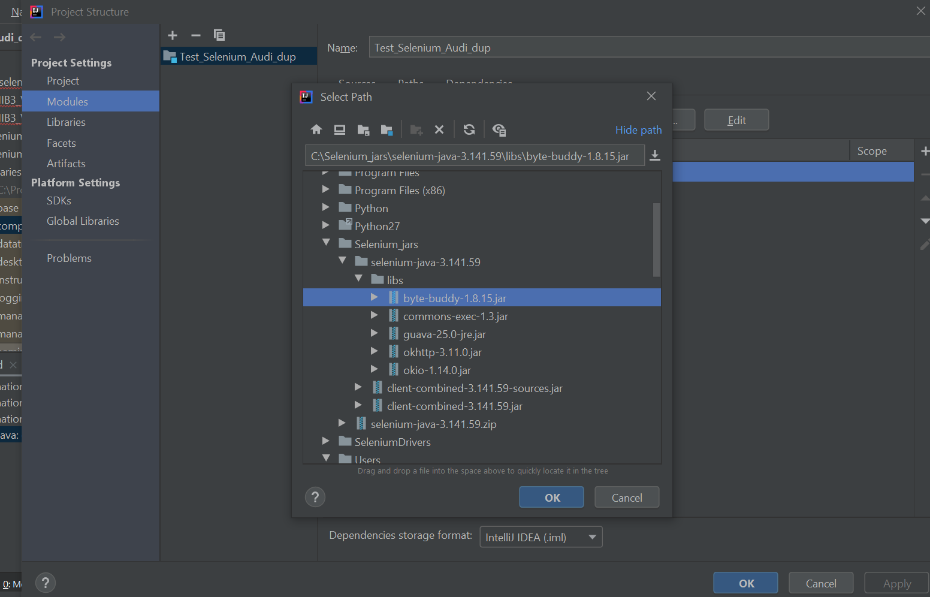 Project Structure
Project Settings
Project
Modules
Libraries
Facets
Artifacts
Platform Settings
SDKs
Global Libraries
Problems
Test_Selenium_Audi_dup
Name:
Test_Selenium_Audi_dup
Edit
Scope
Select Path
Hide path
C:\Selenium_jars\selenium-java-3.141.59\libs\byte-buddy-1.8.15.jar
Program Files
Program Files (x86)
Python
Python27
Selenium_jars
selenium-java-3.141.59
libs
byte-buddy-1.8.15.jar
commons-exec-1.3.jar
guava-25.0-jre.jar
okhttp-3.11.0.jar
okio-1.14.0.jar
client-combined-3.141.59-sources.jar
client-combined-3.141.59.jar
selenium-java-3.141.59.zip
SeleniumDrivers
Users
Drag and drop a file into the space above to quickly locate it in the tree
?
OK
Cancel
Dependencies storage format:
IntelliJ IDEA (.iml)
?
OK
Cancel
Apply